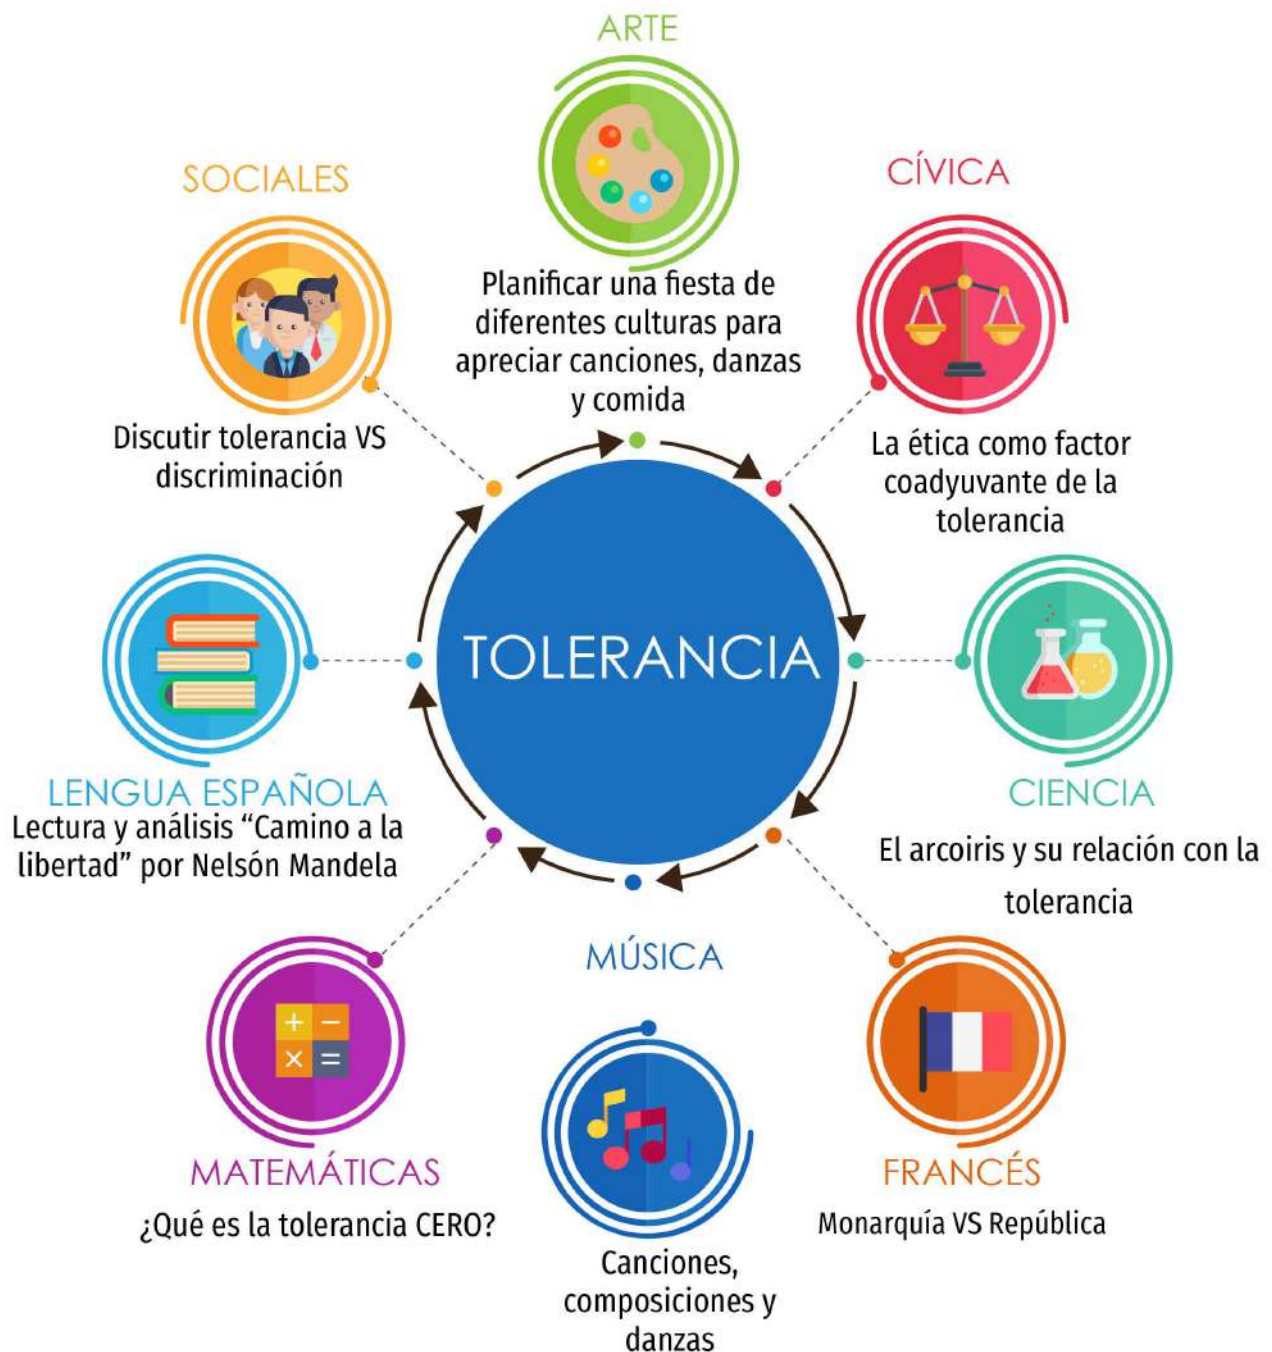 ARTE
Planificar una fiesta de
diferentes culturas para
apreciar canciones, danzas
y comida
SOCIALES
Discutir tolerancia VS
discriminación
CÍVICA
La ética como factor
coadyuvante de la
tolerancia
TOLERANCIA
LENGUA ESPAÑOLA
Lectura y análisis “Camino a la
libertad” por Nelsón Mandela
CIENCIA
El arcoiris y su relación con la
tolerancia
MATEMÁTICAS
¿Qué es la tolerancia CERO?
MÚSICA
Canciones,
composiciones y
danzas
FRANCÉS
Monarquía VS República